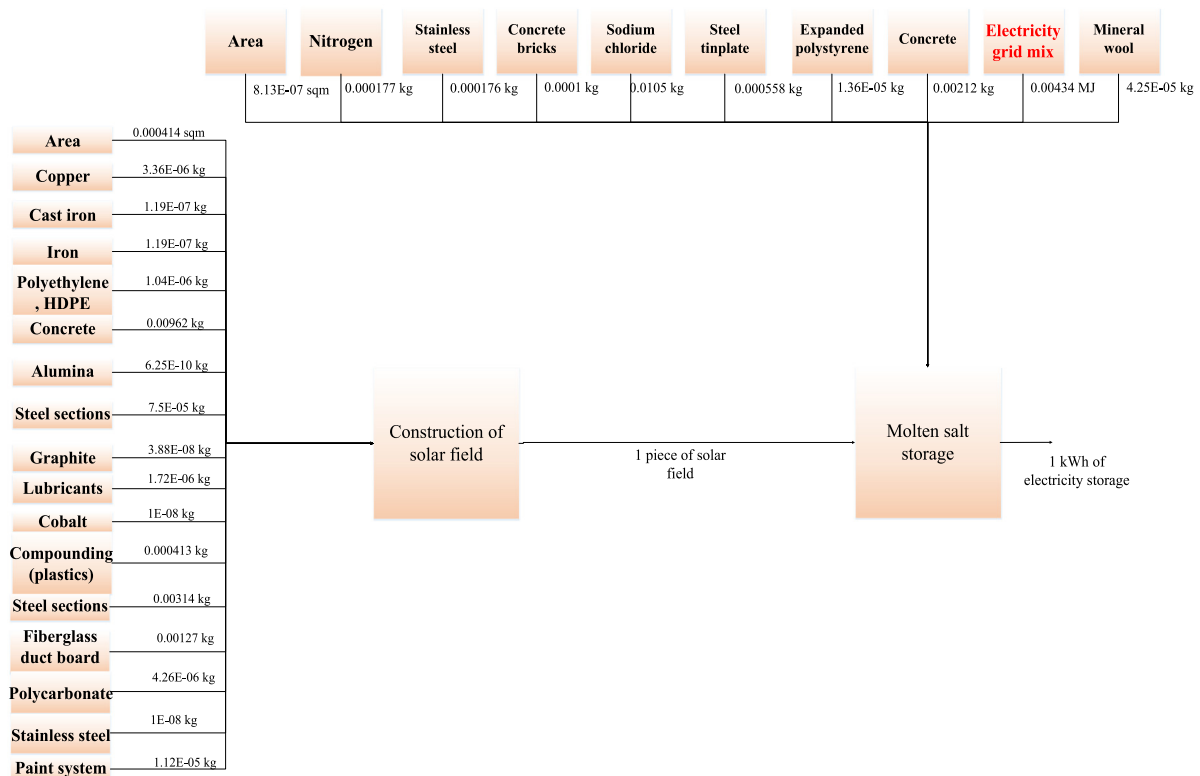 Area
Nitrogen
Stainless
steel
Concrete
bricks
Sodium
chloride
Steel
tinplate
Expanded
polystyrene
Concrete
Electricity
grid mix
Mineral
wool
8.13E-07 sqm
0.000177 kg
0.000176 kg
0.0001 kg
0.0105 kg
0.000558 kg
1.36E-05 kg
0.00212 kg
0.00434 MJ
4.25E-05 kg
Area
0.000414 sqm
Copper
3.36E-06 kg
Cast iron
1.19E-07 kg
Iron
1.19E-07 kg
Polyethylene
, HDPE
1.04E-06 kg
Concrete
0.00962 kg
Alumina
6.25E-10 kg
Steel sections
7.5E-05 kg
Graphite
3.88E-08 kg
Lubricants
1.72E-06 kg
Cobalt
1E-08 kg
Compounding
(plastics)
0.000413 kg
Steel sections
0.00314 kg
Fiberglass
duct board
0.00127 kg
Polycarbonate
4.26E-06 kg
Stainless steel
1E-08 kg
Paint system
1.12E-05 kg
Construction of
solar field
1 piece of solar
field
Molten salt
storage
1 kWh of
electricity storage